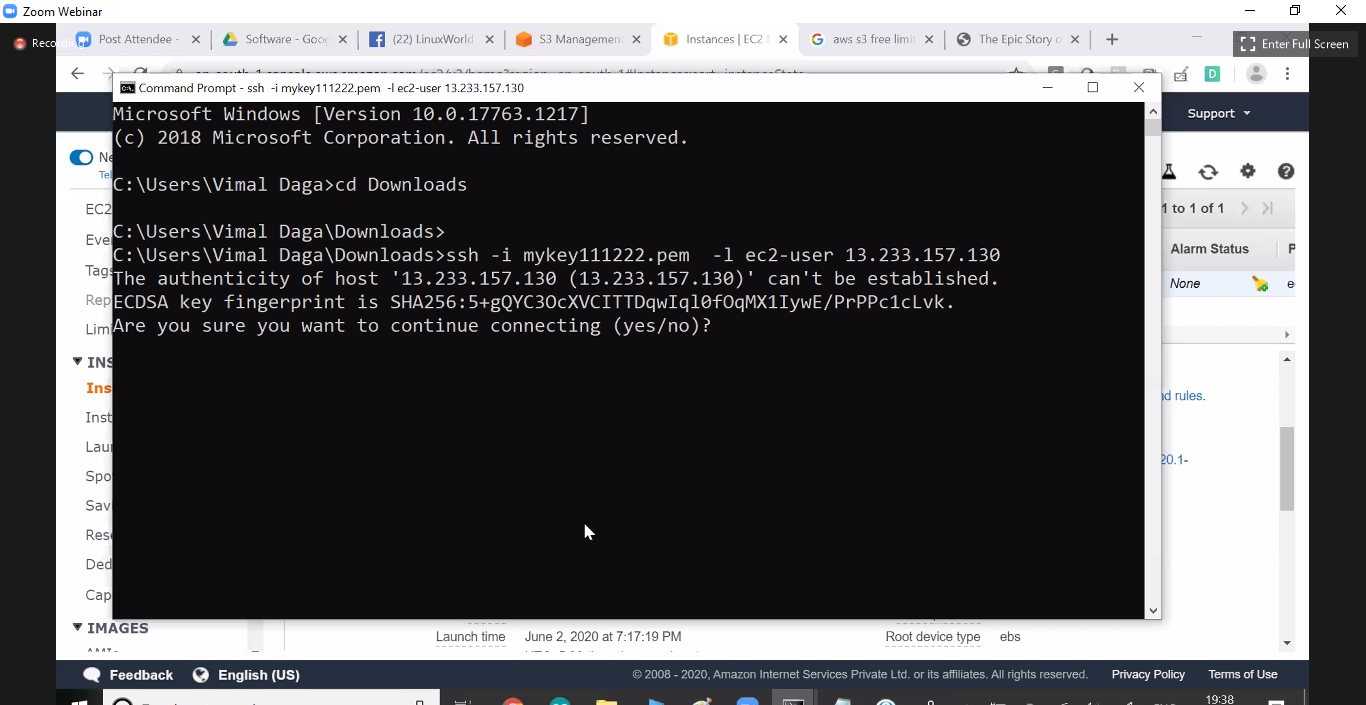 Zoom Webinar
Recording
Post Attendee -
Software - Goog
(22) LinuxWorld
S3 Management
Instances | EC2 M
aws s3 free limit
The Epic Story o
Enter Full Screen
Command Prompt - ssh -i mykey111222.pem -l ec2-user 13.233.157.130
Microsoft Windows [Version 10.0.17763.1217]
(c) 2018 Microsoft Corporation. All rights reserved.
C:\Users\Vimal Daga>cd Downloads
C:\Users\Vimal Daga\Downloads>
C:\Users\Vimal Daga\Downloads>ssh -i mykey111222.pem  -l ec2-user 13.233.157.130
The authenticity of host '13.233.157.130 (13.233.157.130)' can't be established.
ECDSA key fingerprint is SHA256:5+gQYC3OcXVCITTDqwIql0fOqMX1IywE/PrPPc1cLvk.
Are you sure you want to continue connecting (yes/no)?
Support
Ne
Tel
EC2
Eve
Tags
Rep
Limi
INS
Ins
Inst
Lau
Spo
Savi
Rese
Ded
Cap
IMAGES
1 to 1 of 1
Alarm Status
P
None
e
nd rules.
20.1-
Launch time June 2, 2020 at 7:17:19 PM
Root device type ebs
Feedback English (US)
© 2008 - 2020, Amazon Internet Services Private Ltd. or its affiliates. All rights reserved. Privacy Policy Terms of Use
19:38